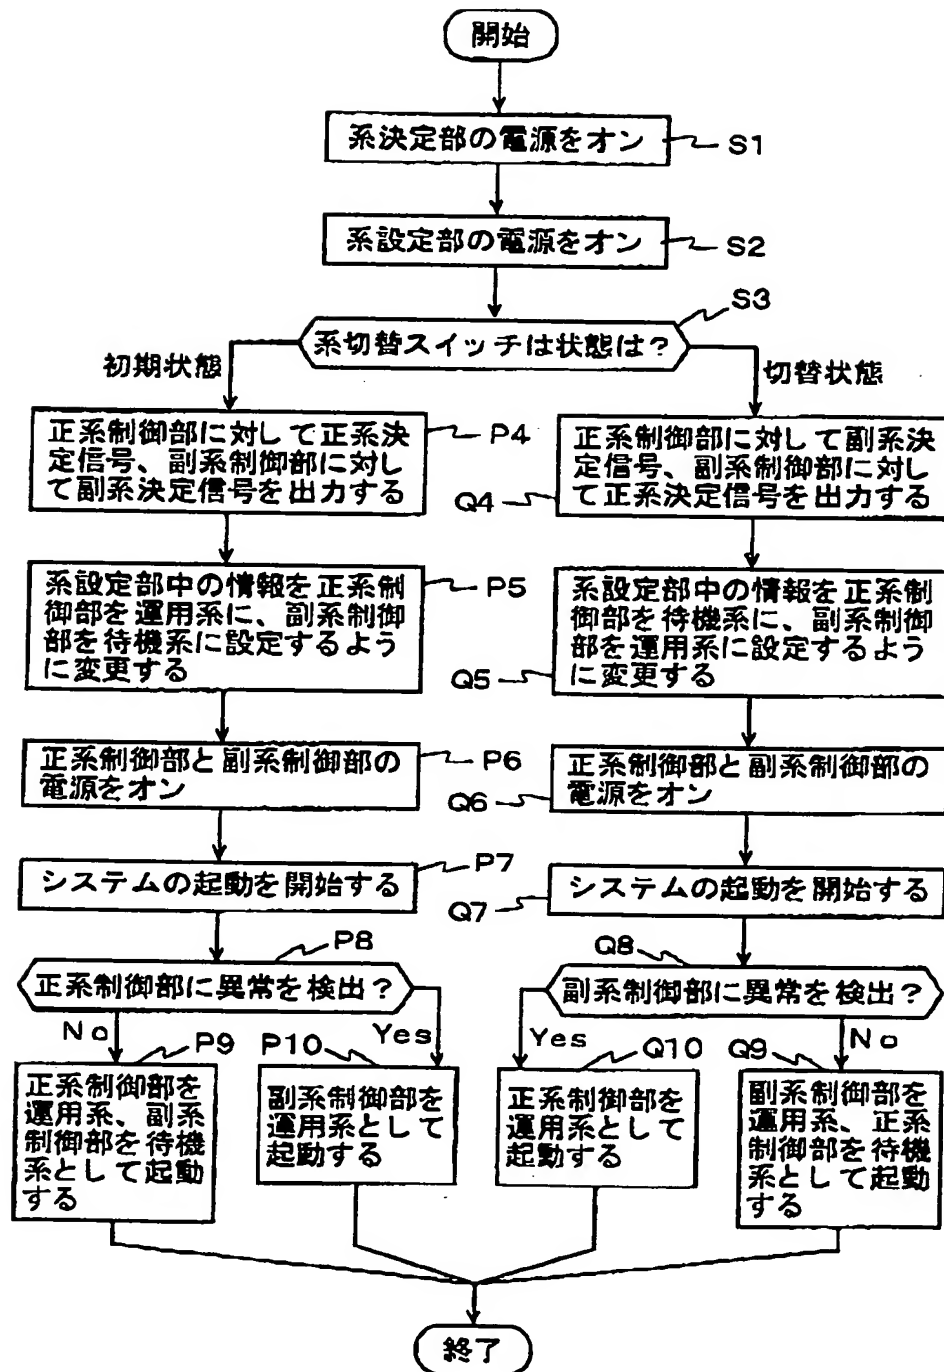 開始
系決定部の電源をオン
S1
系設定部の電源をオン
S2
S3
系切替スイッチは状態は?
初期状態
切替状態
正系制御部に対して正系決
定信号、副系制御部に対し
て副系決定信号を出力する
P4
正系制御部に対して副系決
定信号、副系制御部に対し
て正系決定信号を出力する
Q4
系設定部中の情報を正系制
御部を運用系に、副系制御
部を待機系に設定するよう
に変更する
P5
系設定部中の情報を正系制
御部を待機系に、副系制御
部を運用系に設定するよう
に変更する
Q5
正系制御部と副系制御部の
電源をオン
P6
正系制御部と副系制御部の
電源をオン
Q6
システムの起動を開始する
P7
システムの起動を開始する
Q7
P8
正系制御部に異常を検出?
Q8
副系制御部に異常を検出?
No
P9
P10
Yes
Yes
Q10
Q9
No
正系制御部を
運用系、副系
制御部を待機
系として起動
する
副系制御部を
運用系として
起動する
正系制御部を
運用系として
起動する
副系制御部を
運用系、正系
制御部を待機
系として起動
する
終了